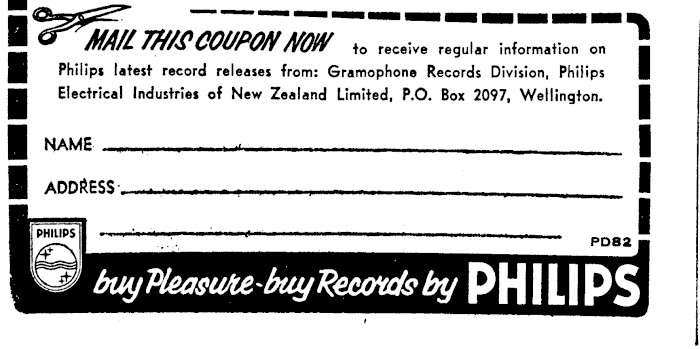 MAIL THIS COUPON NOW to receive regular information on
Philips latest record releases from: Gramophone Records Division, Philips
Electrical Industries of New Zealand Limited, P.O. Box 2097, Wellington.
NAME
ADDRESS
PHILIPS
PD82
buy Pleasure-buy Records by PHILIPS